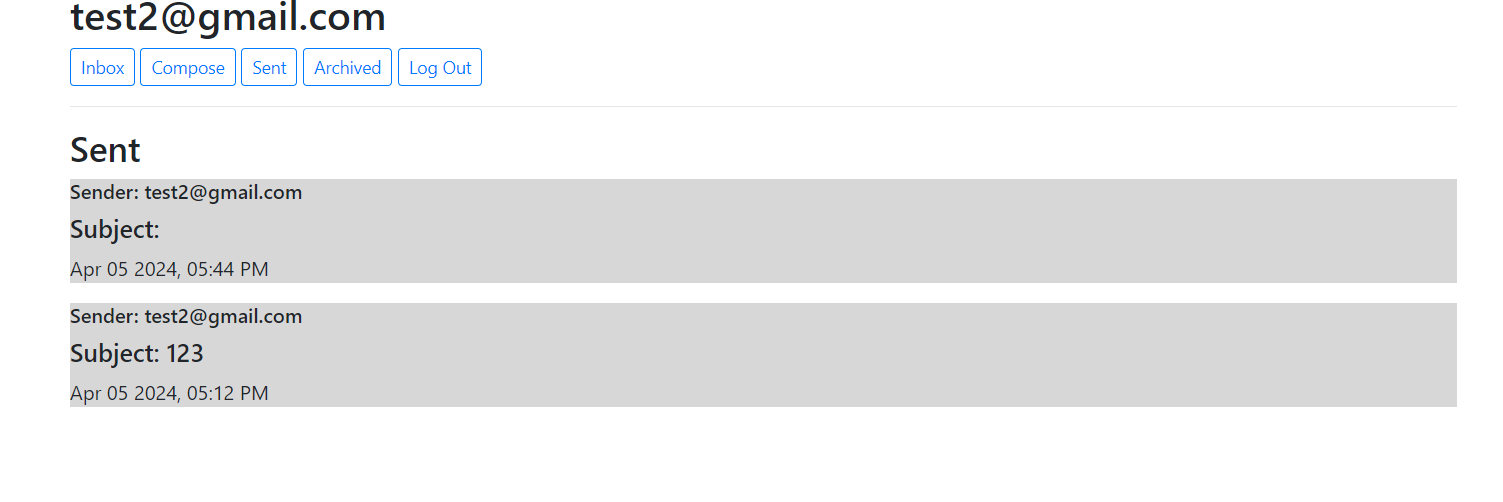 test2@gmail.com
Inbox Compose Sent Archived Log Out
Sent
Sender: test2@gmail.com
Subject:
Apr 05 2024, 05:44 PM
Sender: test2@gmail.com
Subject: 123
Apr 05 2024, 05:12 PM